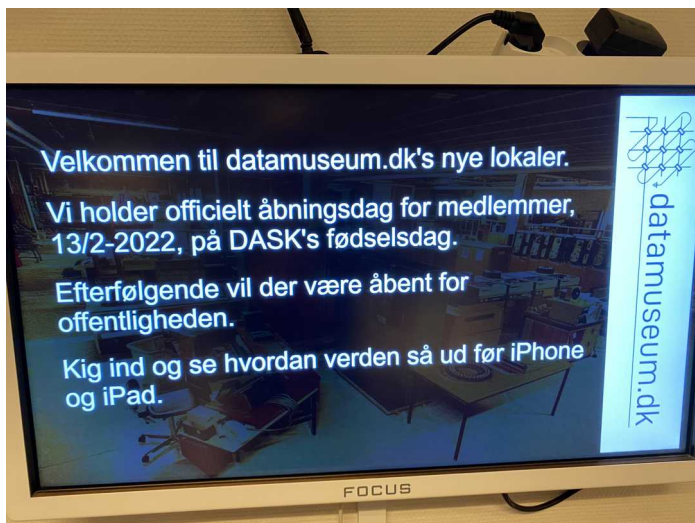 Velkommen til datamuseum.dk's nye lokaler.
Vi holder officielt åbningsdag for medlemmer,
13/2-2022, på DASK's fødselsdag.
Efterfølgende vil der være åbent for
offentligheden.
Kig ind og se hvordan verden så ud før iPhone
og iPad.
datamuseum.dk
FOCUS